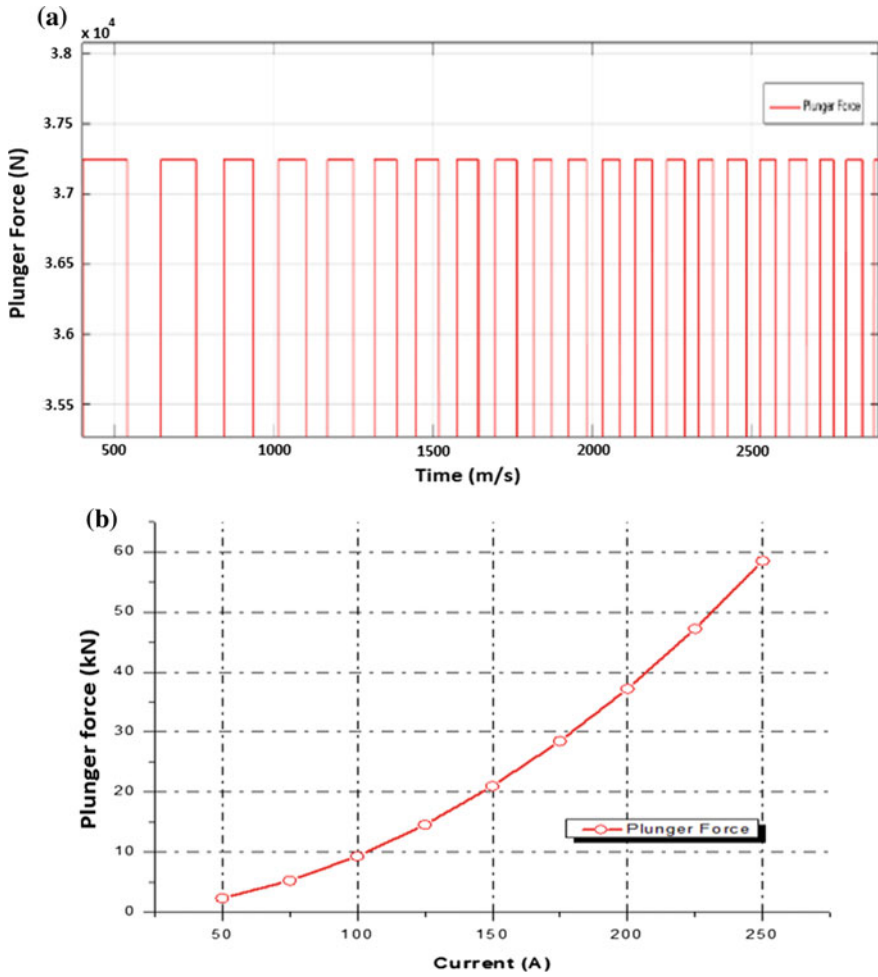 (a)
x 10⁴
3.8
3.75
3.7
3.65
3.6
3.55
Plunger Force (N)
Plunger Force
500 1000 1500 2000 2500
Time (m/s)
(b)
60
50
40
30
20
10
0
Plunger force (kN)
Plunger Force
50 100 150 200 250
Current (A)